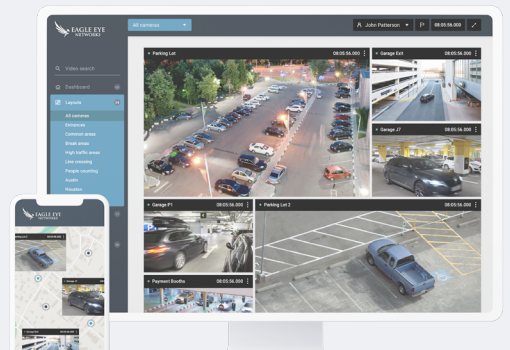 EAGLE EYE
NETWORKS
All cameras
John Patterson
08:05:56.000
Video search
Dashboard
Layouts
All cameras
Entrances
Common areas
Break areas
High traffic areas
Line crossing
People counting
Austin
Houston
Parking Lot 08:05:56.000
Garage Exit 08:05:56.000
Garage J7 08:05:56.000
Garage P1 08:05:56.000
Parking Lot 2 08:05:56.000
Payment Booths 08:05:56.000
P
EAGLE EYE
NETWORKS